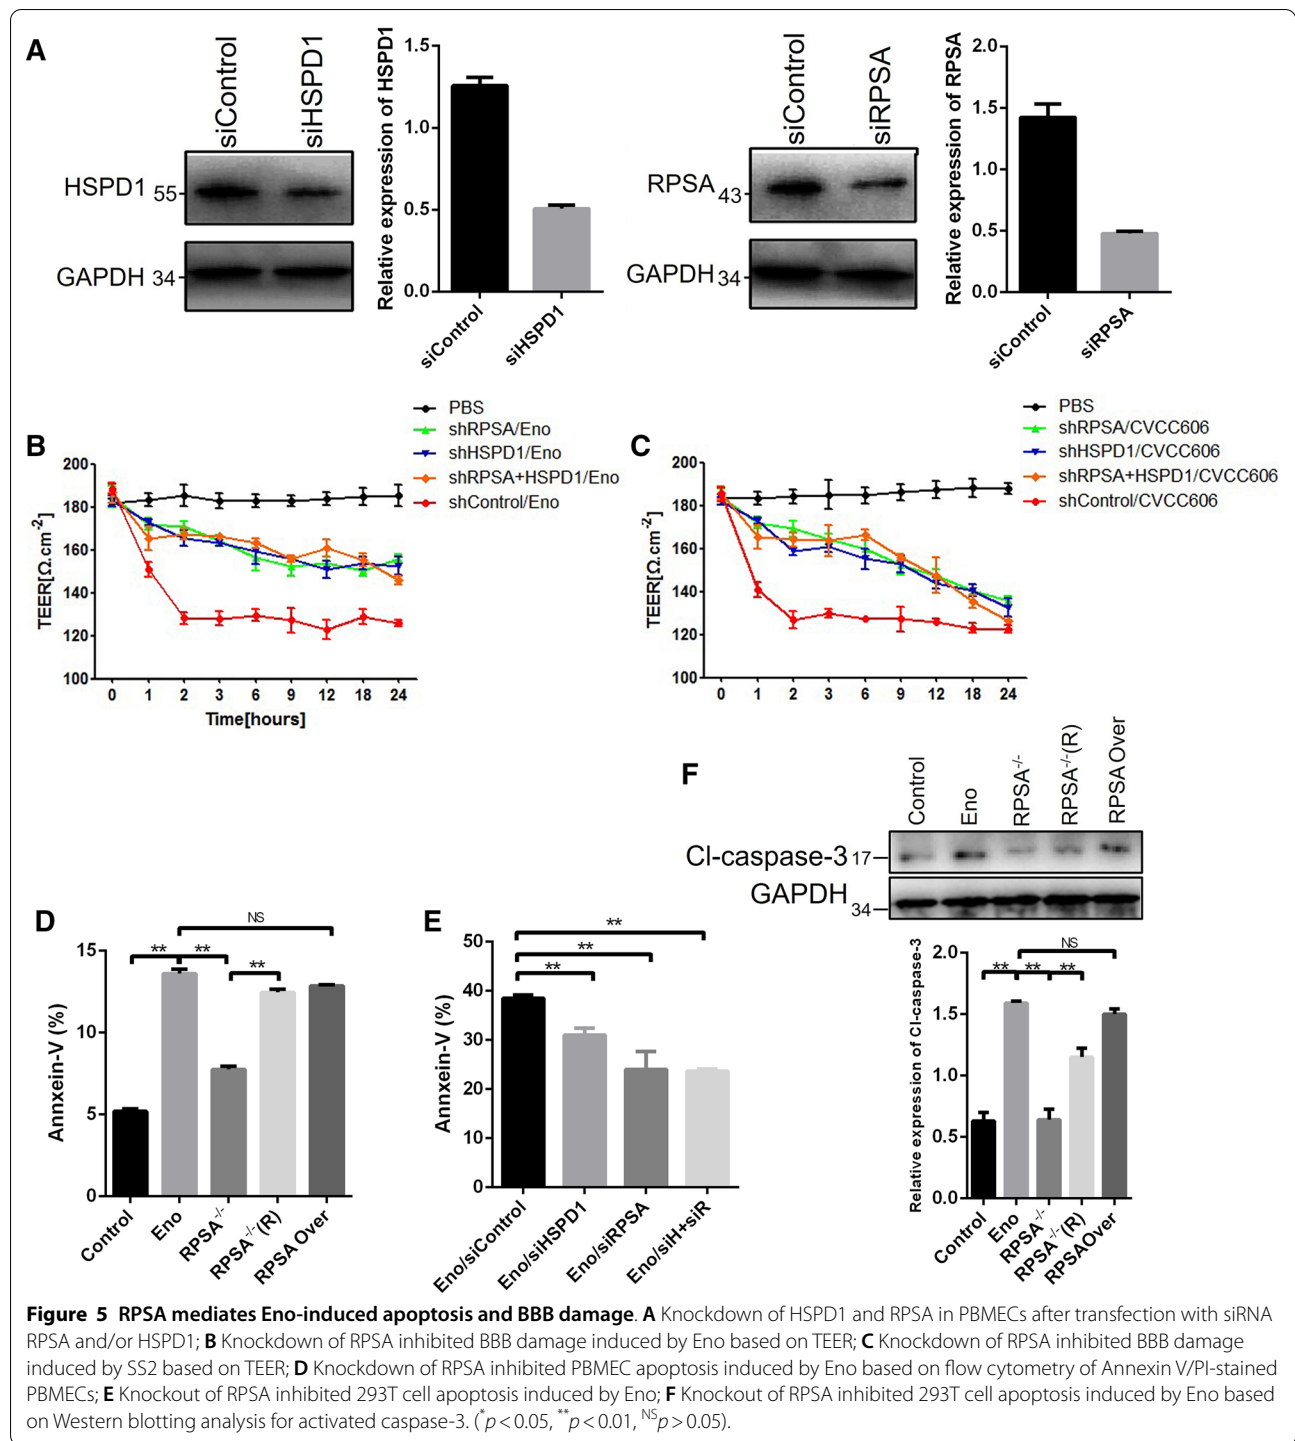 A
siControl
siHSPD1
HSPD1
55
GAPDH
34
Relative expression of HSPD1
1.5
1.0
0.5
0.0
siControl
siHSPD1
siControl
siRPSA
RPSA
43
GAPDH
34
Relative expression of RPSA
2.0
1.5
1.0
0.5
0.0
siControl
siRPSA
B
PBS
shRPSA/Eno
shHSPD1/Eno
shRPSA+HSPD1/Eno
shControl/Eno
TEER[Ω.cm⁻²]
200
180
160
140
120
100
0 1 2 3 6 9 12 18 24
Time[hours]
C
PBS
shRPSA/CVCC606
shHSPD1/CVCC606
shRPSA+HSPD1/CVCC606
shControl/CVCC606
TEER[Ω.cm⁻²]
200
180
160
140
120
100
0 1 2 3 6 9 12 18 24
D
NS
** **
**
Annxein-V (%)
15
10
5
0
Control
Eno
RPSA⁻/⁻
RPSA⁻/⁻(R)
RPSA Over
E
**
**
**
Annxein-V (%)
50
40
30
20
10
0
Eno/siControl
Eno/siHSPD1
Eno/siRPSA
Eno/siH+siR
F
Control
Eno
RPSA⁻/⁻
RPSA⁻/⁻(R)
RPSA Over
Cl-caspase-3
17
GAPDH
34
NS
** ** **
Relative expression of Cl-caspase-3
2.0
1.5
1.0
0.5
0.0
Control
Eno
RPSA⁻/⁻
RPSA⁻/⁻(R)
RPSAOver
Figure 5 RPSA mediates Eno-induced apoptosis and BBB damage. A Knockdown of HSPD1 and RPSA in PBMECs after transfection with siRNA
RPSA and/or HSPD1; B Knockdown of RPSA inhibited BBB damage induced by Eno based on TEER; C Knockdown of RPSA inhibited BBB damage
induced by SS2 based on TEER; D Knockdown of RPSA inhibited PBMEC apoptosis induced by Eno based on flow cytometry of Annexin V/PI-stained
PBMECs; E Knockout of RPSA inhibited 293T cell apoptosis induced by Eno; F Knockout of RPSA inhibited 293T cell apoptosis induced by Eno based
on Western blotting analysis for activated caspase-3. (*p < 0.05, **p < 0.01, NSp > 0.05).